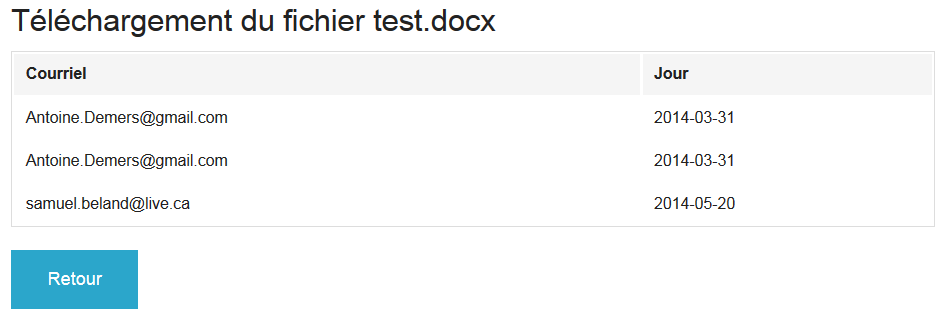 Téléchargement du fichier test.docx
Courriel Jour
Antoine.Demers@gmail.com 2014-03-31
Antoine.Demers@gmail.com 2014-03-31
samuel.beland@live.ca 2014-05-20
Retour